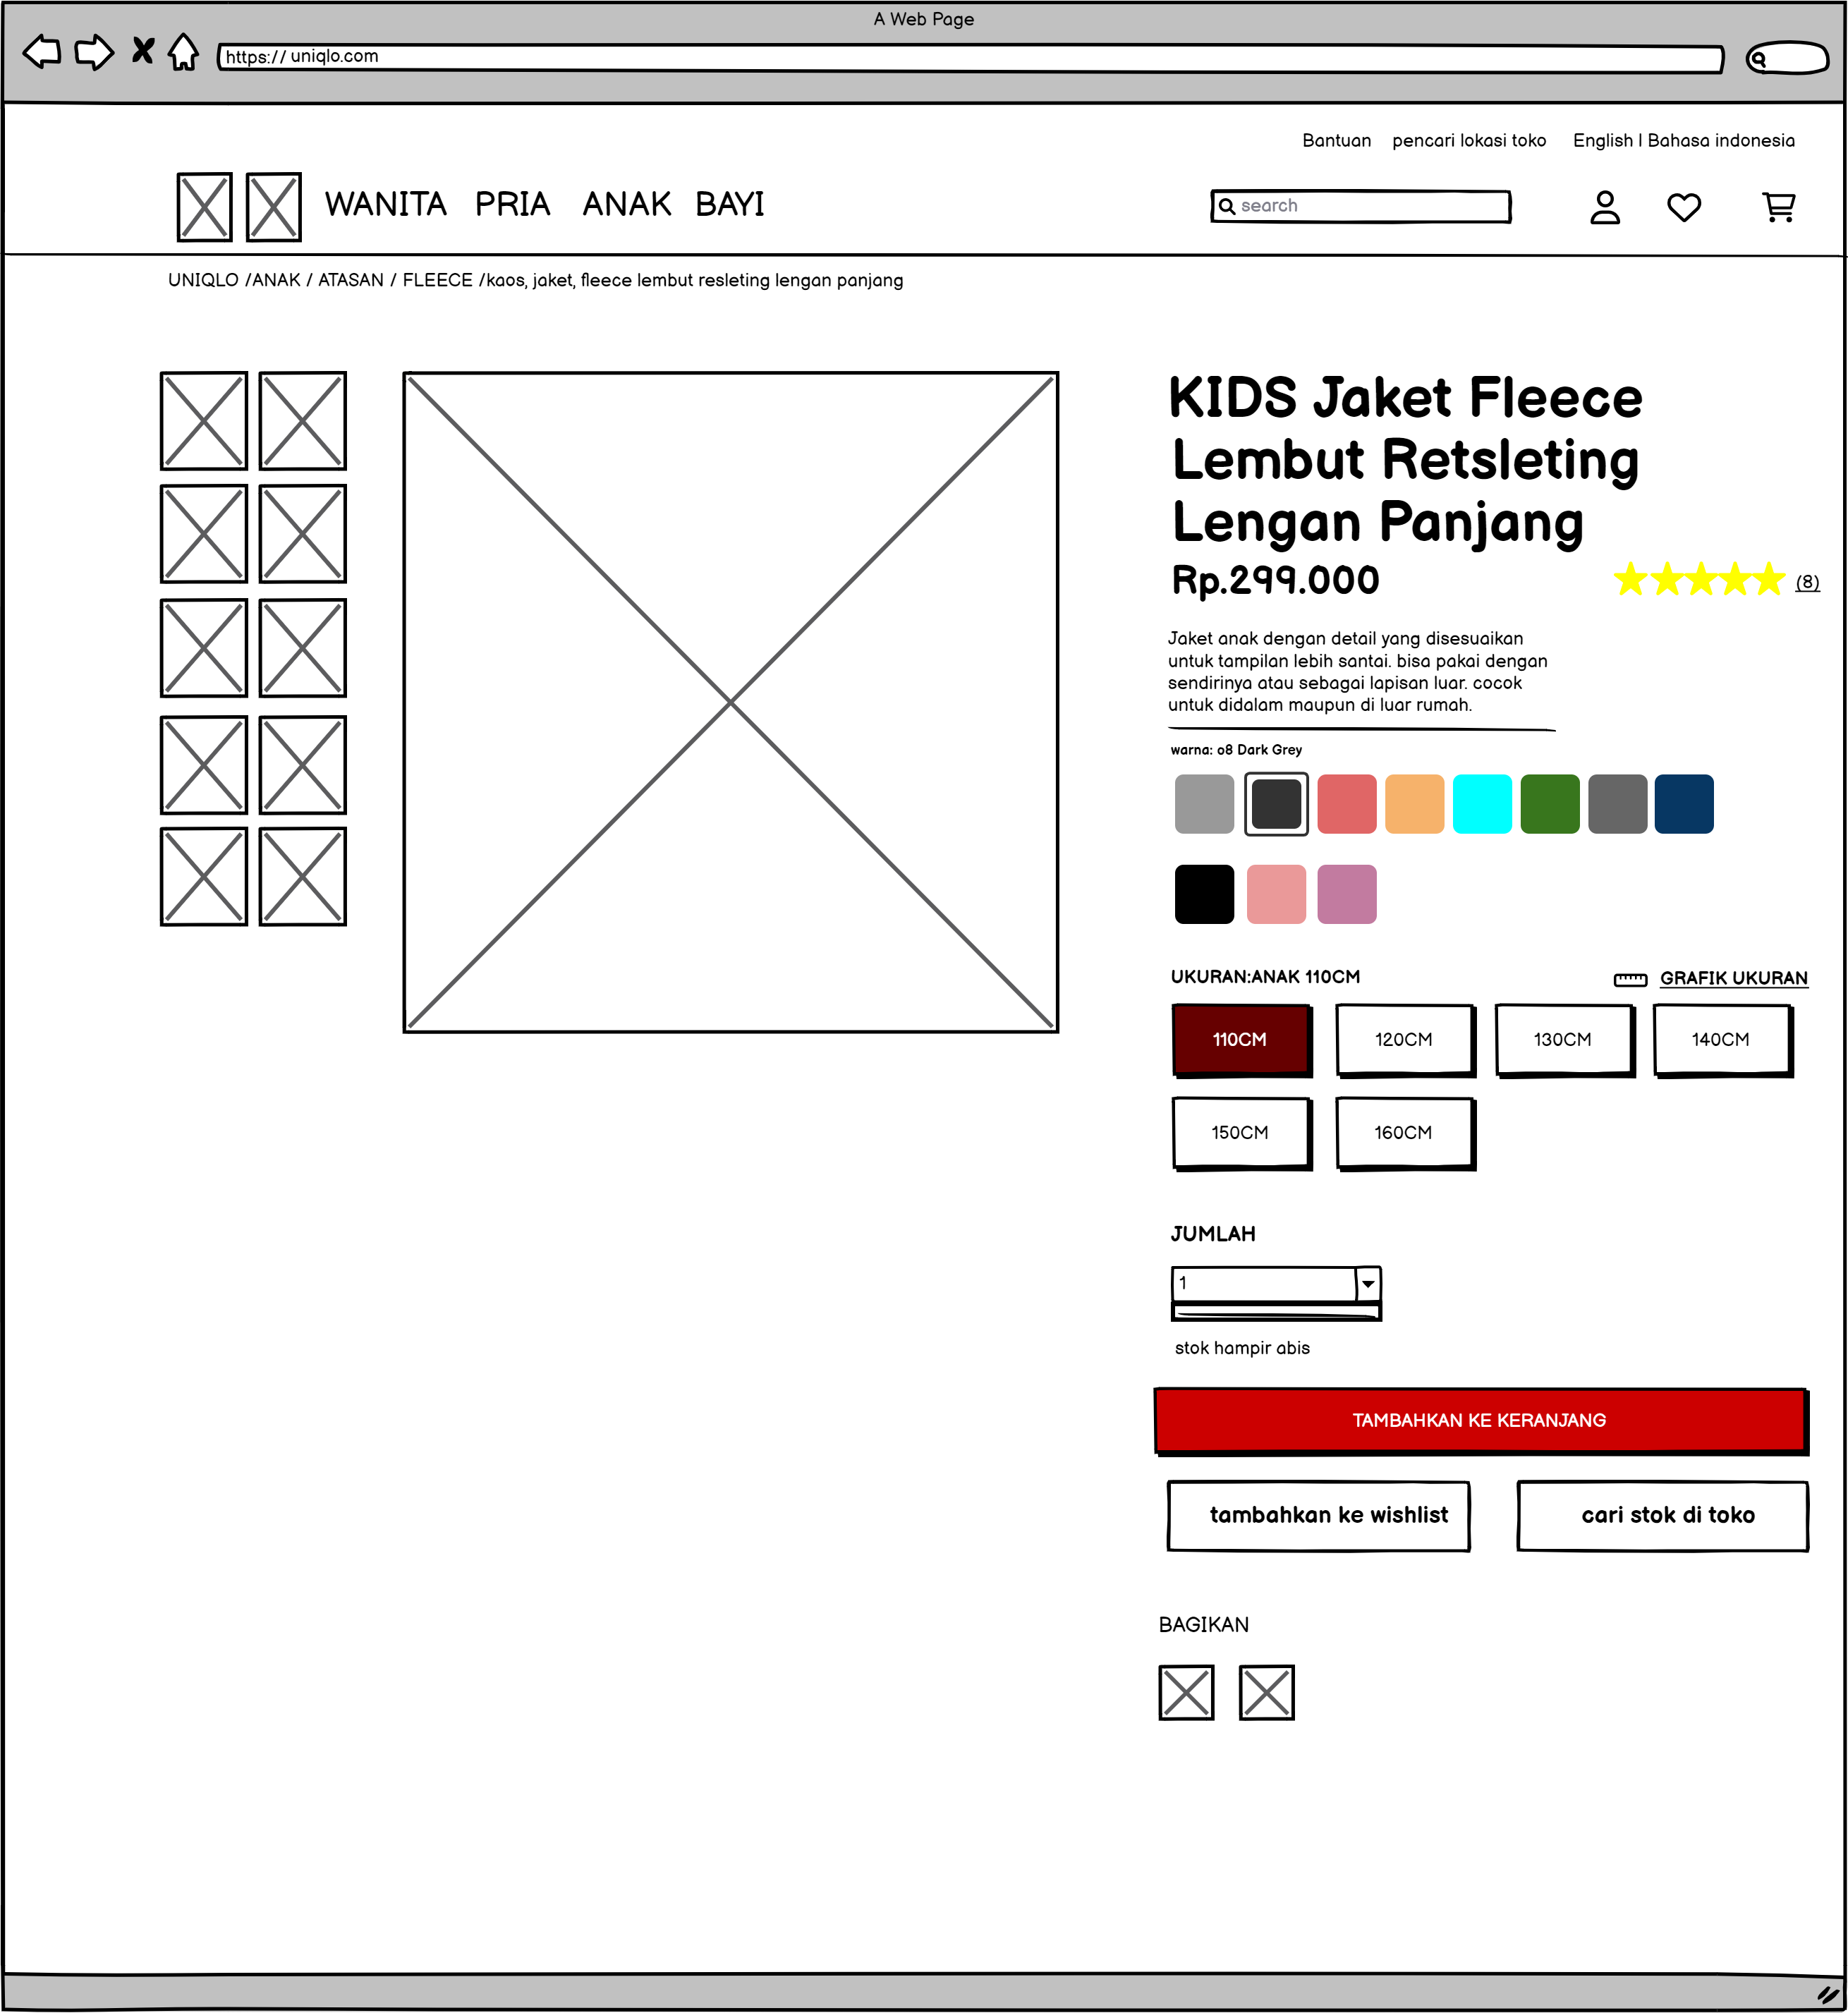 A Web Page
https:// uniqlo.com
Bantuan pencari lokasi toko English | Bahasa indonesia
WANITA PRIA ANAK BAYI search
UNIQLO /ANAK / ATASAN / FLEECE /kaos, jaket, fleece lembut resleting lengan panjang
KIDS Jaket Fleece
Lembut Retsleting
Lengan Panjang
Rp.299.000 (8)
Jaket anak dengan detail yang disesuaikan
untuk tampilan lebih santai. bisa pakai dengan
sendirinya atau sebagai lapisan luar. cocok
untuk didalam maupun di luar rumah.
warna: o8 Dark Grey
UKURAN:ANAK 110CM GRAFIK UKURAN
110CM 120CM 130CM 140CM
150CM 160CM
JUMLAH
1
stok hampir abis
TAMBAHKAN KE KERANJANG
tambahkan ke wishlist cari stok di toko
BAGIKAN